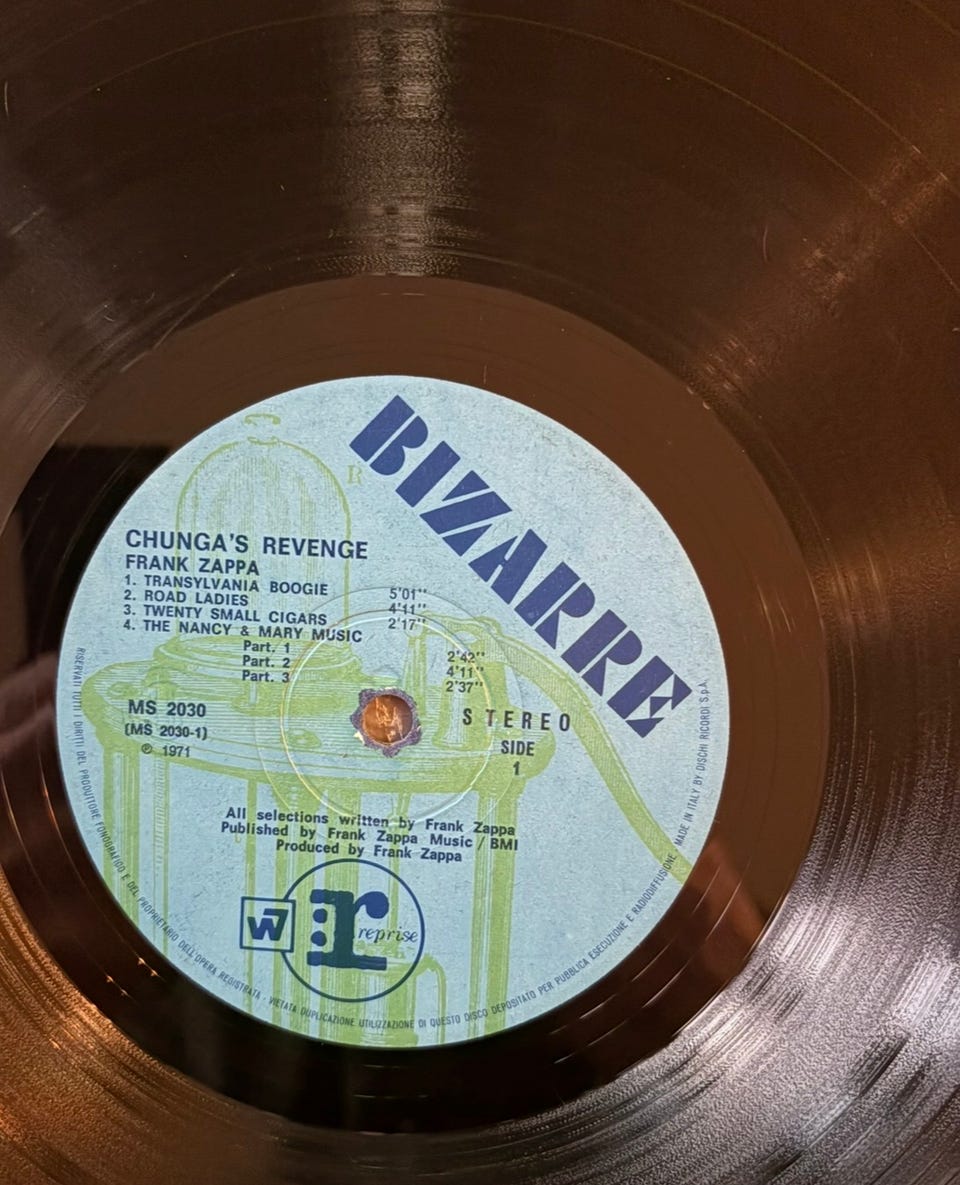 BIZARRE
R
CHUNGA'S REVENGE
FRANK ZAPPA
1. TRANSYLVANIA BOOGIE 5'01"
2. ROAD LADIES 4'11"
3. TWENTY SMALL CIGARS 2'17"
4. THE NANCY & MARY MUSIC
Part. 1 2'42"
Part. 2 4'11"
Part. 3 2'37"
MS 2030
(MS 2030-1)
℗ 1971
STEREO
SIDE
1
All selections written by Frank Zappa
Published by Frank Zappa Music / BMI
Produced by Frank Zappa
W7 r reprise
RISERVATI TUTTI I DIRITTI DEL PRODUTTORE FONOGRAFICO E DEL PROPRIETARIO DELL'OPERA REGISTRATA - VIETATA DUPLICAZIONE UTILIZZAZIONE DI QUESTO DISCO DEPOSITATO PER PUBBLICA ESECUZIONE E RADIODIFFUSIONE MADE IN ITALY BY DISCHI RICORDI S.p.A.